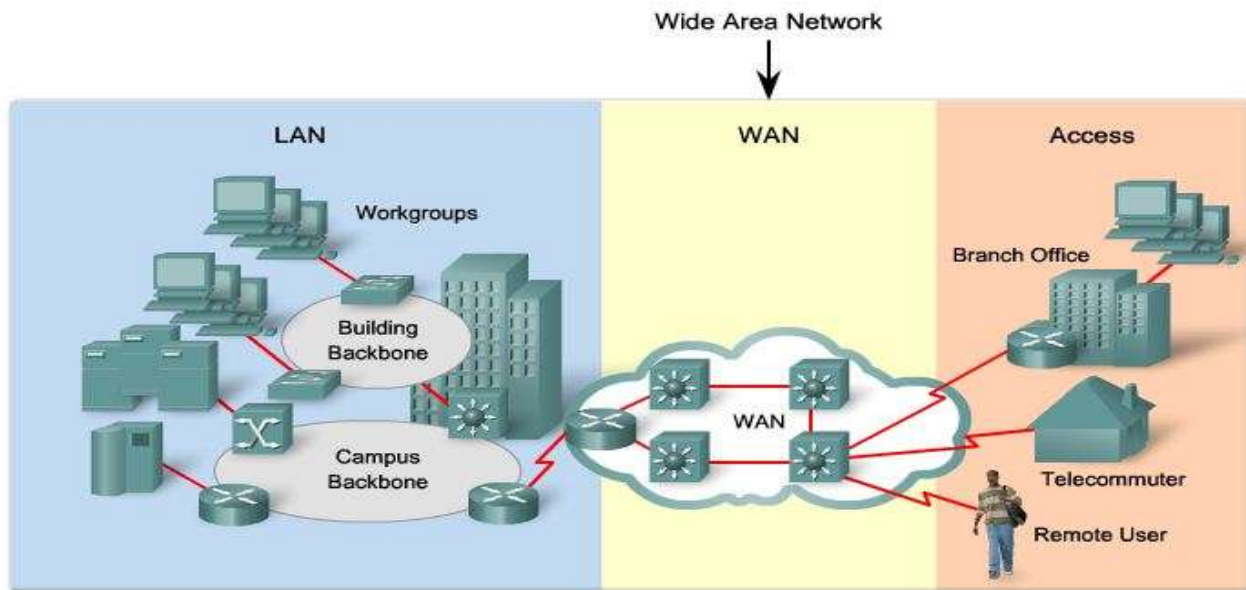 Wide Area Network
LAN
WAN
Access
Workgroups
Branch Office
Building
Backbone
WAN
Campus
Backbone
Telecommuter
Remote User